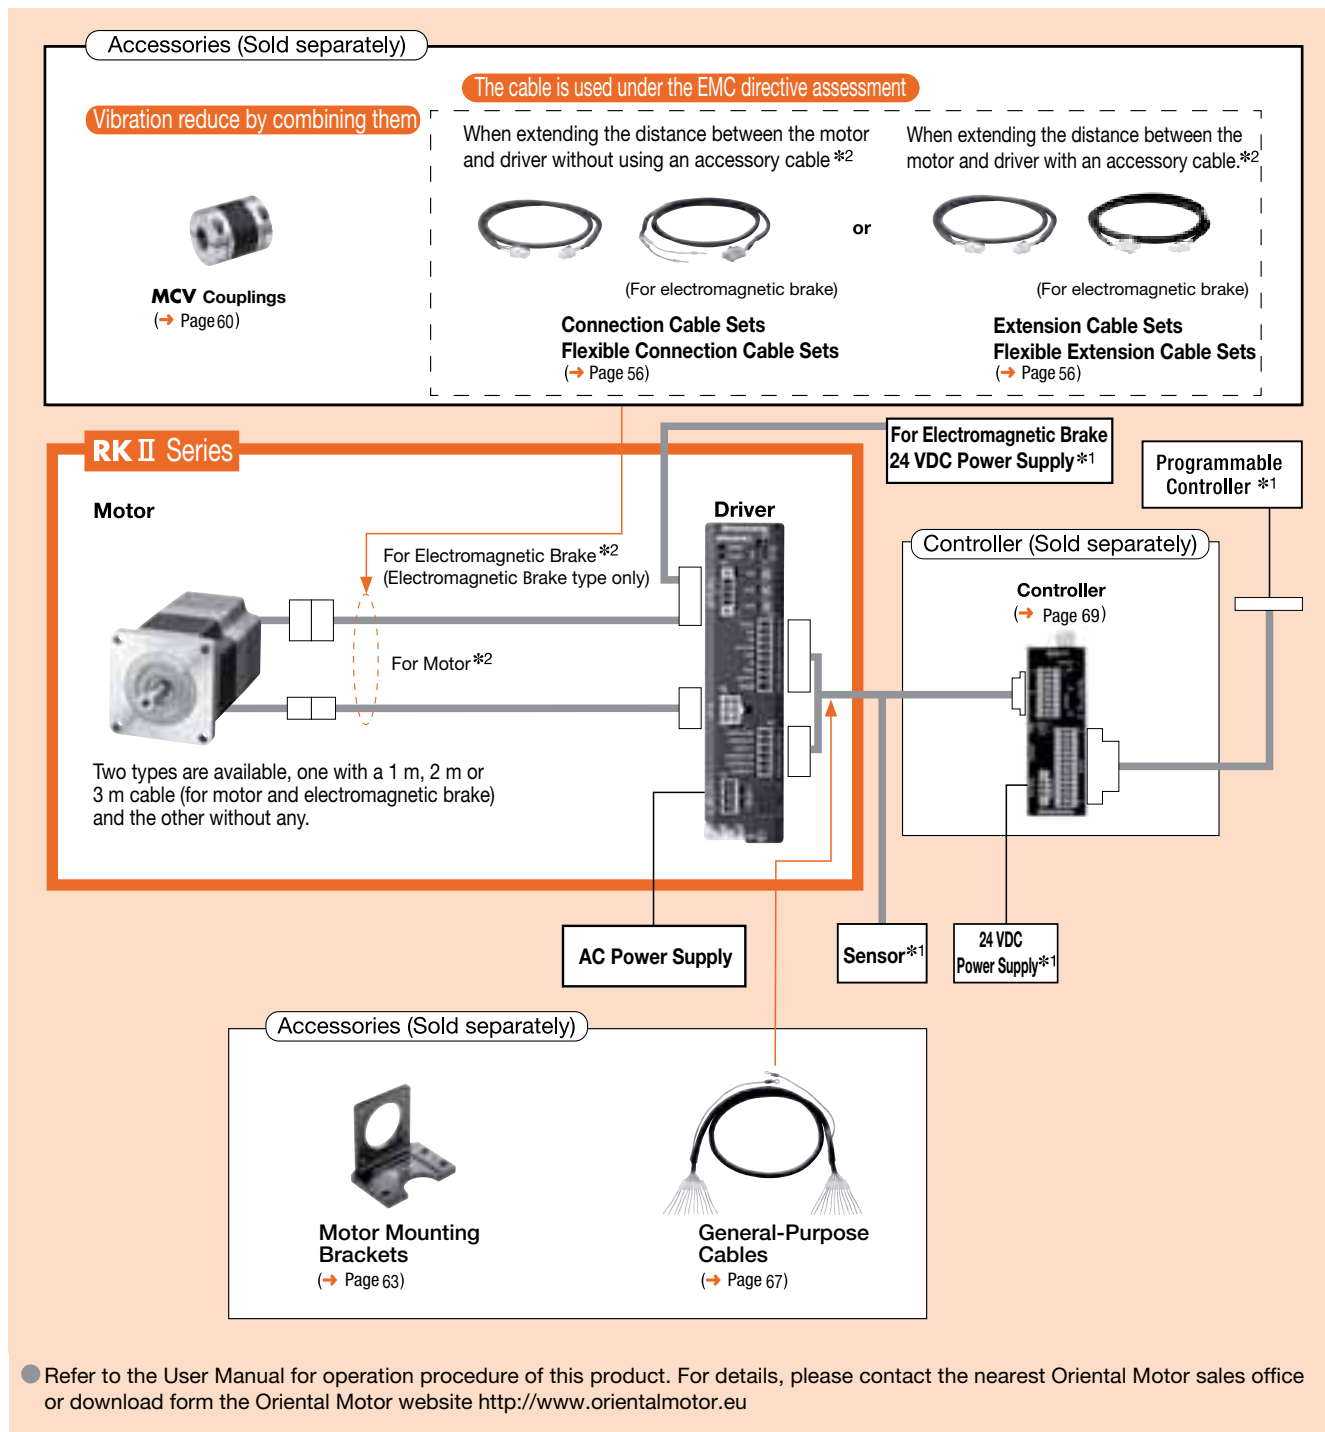 Accessories (Sold separately)
The cable is used under the EMC directive assessment
Vibration reduce by combining them
When extending the distance between the motor
and driver without using an accessory cable*2
When extending the distance between the
motor and driver with an accessory cable.*2
or
(For electromagnetic brake)
(For electromagnetic brake)
MCV Couplings
(→ Page 60)
Connection Cable Sets
Flexible Connection Cable Sets
(→ Page 56)
Extension Cable Sets
Flexible Extension Cable Sets
(→ Page 56)
RK II Series
For Electromagnetic Brake
24 VDC Power Supply*1
Programmable
Controller *1
Motor
Driver
For Electromagnetic Brake*2
(Electromagnetic Brake type only)
Controller (Sold separately)
Controller
(→ Page 69)
For Motor*2
Two types are available, one with a 1 m, 2 m or
3 m cable (for motor and electromagnetic brake)
and the other without any.
AC Power Supply
Sensor*1
24 VDC
Power Supply*1
Accessories (Sold separately)
Motor Mounting
Brackets
(→ Page 63)
General-Purpose
Cables
(→ Page 67)
Refer to the User Manual for operation procedure of this product. For details, please contact the nearest Oriental Motor sales office
or download form the Oriental Motor website http://www.orientalmotor.eu